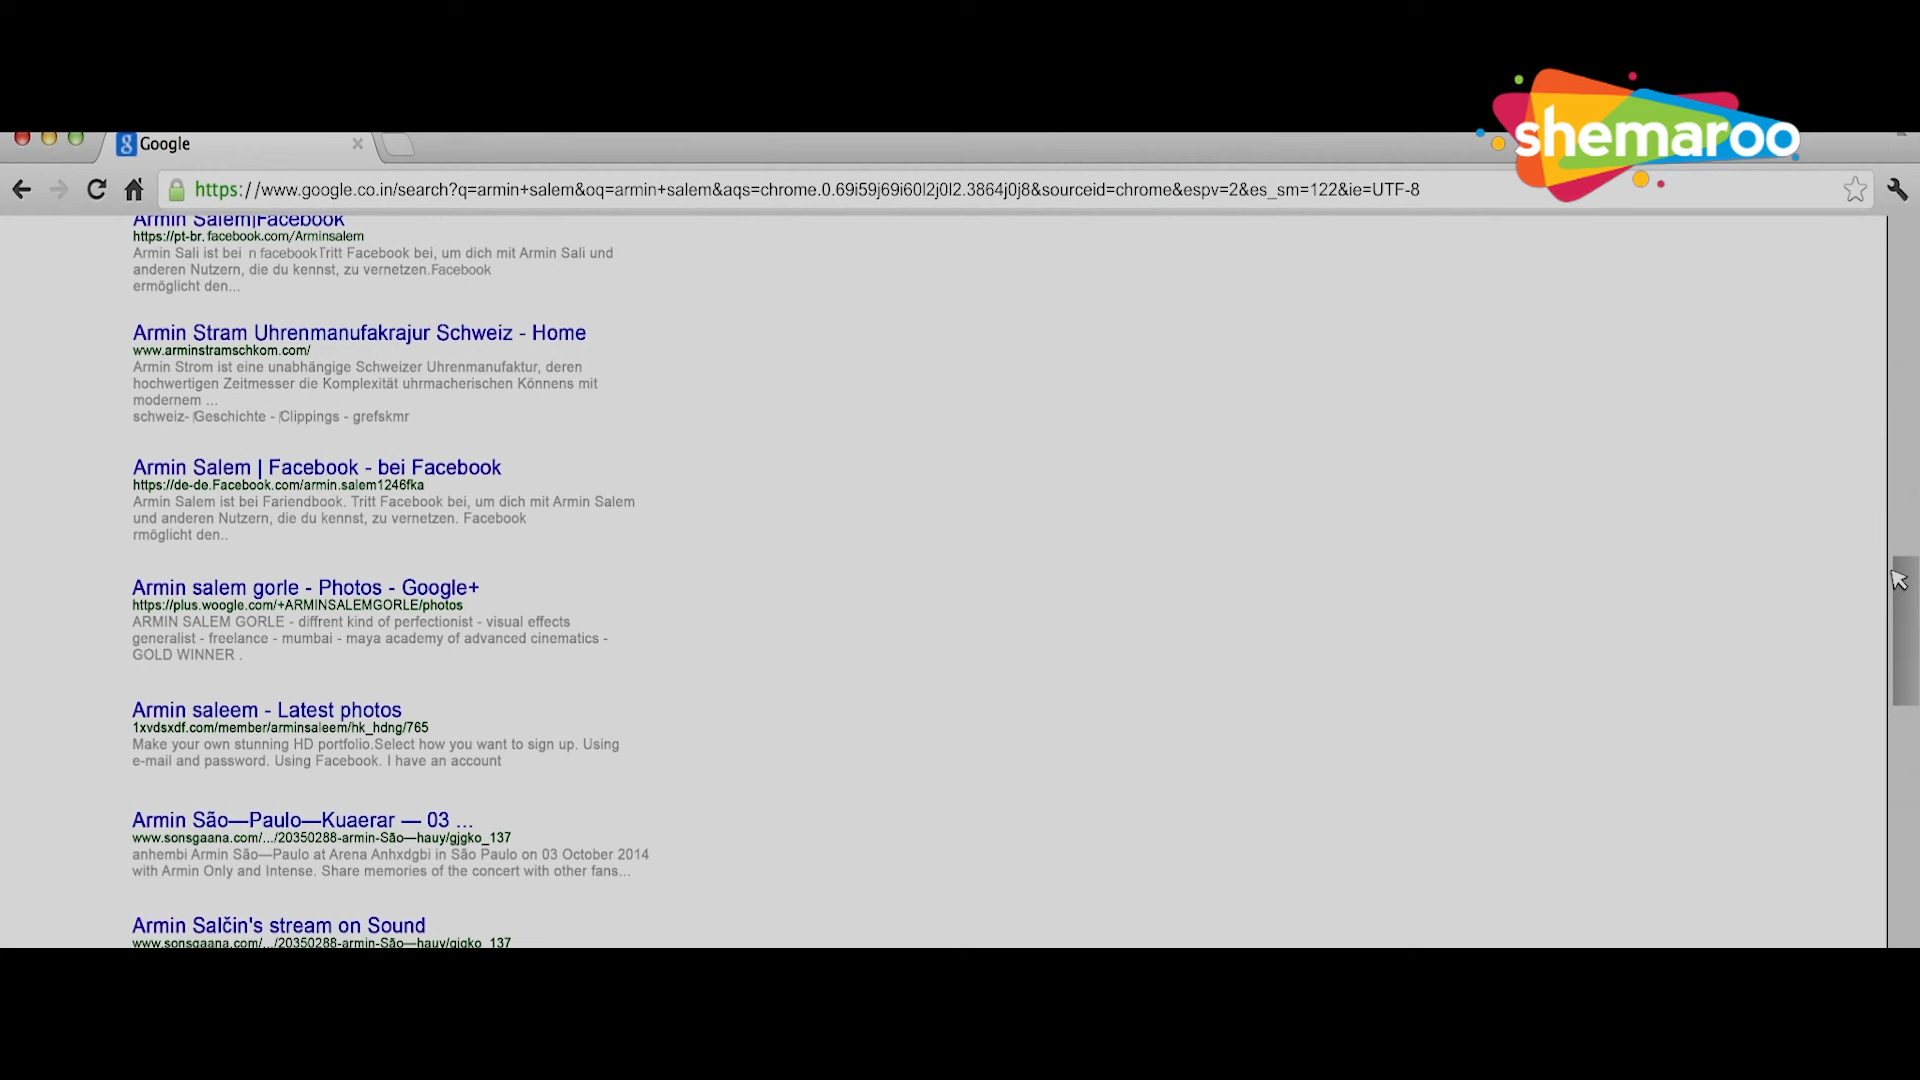 shemaroo
Google
https://www.google.co.in/search?q=armin+salem&oq=armin+salem&aqs=chrome.0.69i59j69i60l2j0l2.3864j0j8&sourceid=chrome&espv=2&es_sm=122&ie=UTF-8
Armin Salem|Facebook
https://pt-br.facebook.com/Arminsalem
Armin Sali ist bei n facebookTritt Facebook bei, um dich mit Armin Sali und
anderen Nutzern, die du kennst, zu vernetzen.Facebook
ermöglicht den...
Armin Stram Uhrenmanufakrajur Schweiz - Home
www.arminstramschkom.com/
Armin Strom ist eine unabhängige Schweizer Uhrenmanufaktur, deren
hochwertigen Zeitmesser die Komplexität uhrmacherischen Könnens mit
modernem ...
schweiz- Geschichte - Clippings - grefskmr
Armin Salem | Facebook - bei Facebook
https://de-de.Facebook.com/armin.salem1246fka
Armin Salem ist bei Fariendbook. Tritt Facebook bei, um dich mit Armin Salem
und anderen Nutzern, die du kennst, zu vernetzen. Facebook
rmöglicht den..
Armin salem gorle - Photos - Google+
https://plus.woogle.com/+ARMINSALEMGORLE/photos
ARMIN SALEM GORLE - diffrent kind of perfectionist - visual effects
generalist - freelance - mumbai - maya academy of advanced cinematics -
GOLD WINNER .
Armin saleem - Latest photos
1xvdsxdf.com/member/arminsaleem/hk_hdng/765
Make your own stunning HD portfolio.Select how you want to sign up. Using
e-mail and password. Using Facebook. I have an account
Armin São—Paulo—Kuaerar — 03 ...
www.sonsgaana.com/.../20350288-armin-São—hauy/gjgko_137
anhembi Armin São—Paulo at Arena Anhxdgbi in São Paulo on 03 October 2014
with Armin Only and Intense. Share memories of the concert with other fans...
Armin Salčin's stream on Sound
www.sonsgaana.com/.../20350288-armin-São—hauy/gjgko_137